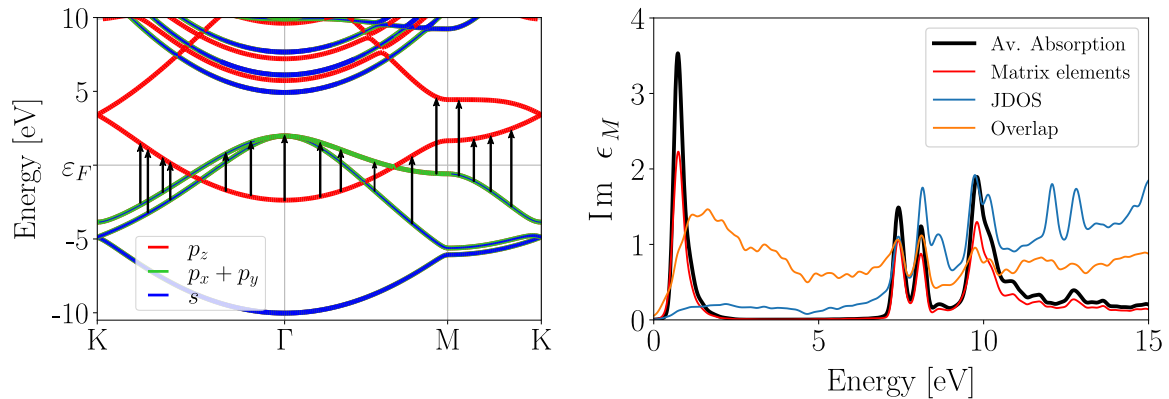 10
5
ε_F
-5
-10
Energy [eV]
p_z
p_x + p_y
s
K
Γ
M
K
4
3
2
1
0
Im ϵ_M
Av. Absorption
Matrix elements
JDOS
Overlap
0
5
10
15
Energy [eV]